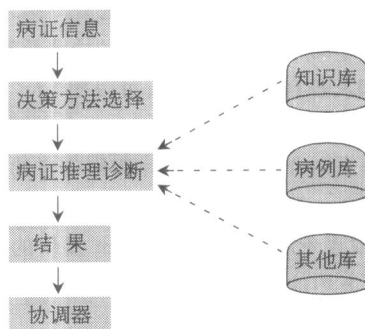 病证信息
决策方法选择
病证推理诊断
结 果
协调器
知识库
病例库
其他库